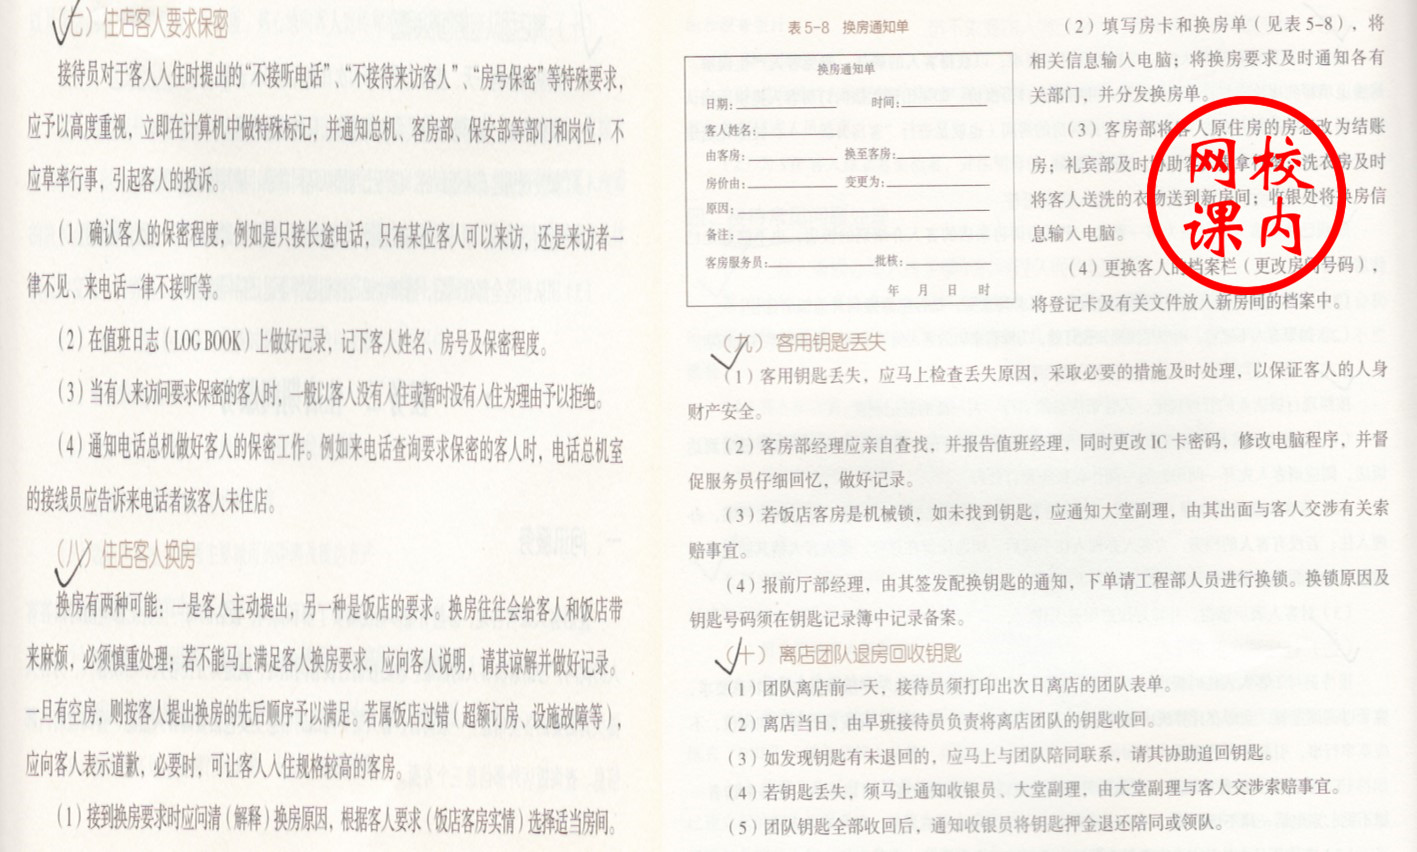 (七) 住店客人要求保密
接待员对于客人入住时提出的“不接听电话”、“不接待来访客人”、“房号保密”等特殊要求，
应予以高度重视，立即在计算机中做特殊标记，并通知总机、客房部、保安部等部门和岗位，不
应草率行事，引起客人的投诉。
(1) 确认客人的保密程度，例如是只接长途电话，只有某位客人可以来访，还是来访者一
律不见、来电话一律不接听等。
(2) 在值班日志 (LOG BOOK) 上做好记录，记下客人姓名、房号及保密程度。
(3) 当有人来访问要求保密的客人时，一般以客人没有入住或暂时没有入住为理由予以拒绝。
(4) 通知电话总机做好客人的保密工作。例如来电话查询要求保密的客人时，电话总机室
的接线员应告诉来电话者该客人未住店。
(八) 住店客人换房
换房有两种可能：一是客人主动提出，另一种是饭店的要求。换房往往会给客人和饭店带
来麻烦，必须慎重处理；若不能马上满足客人换房要求，应向客人说明，请其谅解并做好记录。
一旦有空房，则按客人提出换房的先后顺序予以满足。若属饭店过错 (超额订房、设施故障等)，
应向客人表示道歉，必要时，可让客人入住规格较高的客房。
(1) 接到换房要求时应问清 (解释) 换房原因，根据客人要求 (饭店客房实情) 选择适当房间。
表 5-8 换房通知单
换房通知单
日期： 时间：
客人姓名：
由客房： 换至客房：
房价由： 变更为：
原因：
备注：
客房服务员： 批核：
年 月 日 时
(2) 填写房卡和换房单 (见表 5-8)，将
相关信息输入电脑；将换房要求及时通知各有
关部门，并分发换房单。
(3) 客房部将客人原住房的房态改为结账
房；礼宾部及时协助客人提拿行李；洗衣房及时
将客人送洗的衣物送到新房间；收银处将换房信
息输入电脑。
(4) 更换客人的档案栏 (更改房间号码)，
将登记卡及有关文件放入新房间的档案中。
网校
课内
(九) 客用钥匙丢失
(1) 客用钥匙丢失，应马上检查丢失原因，采取必要的措施及时处理，以保证客人的人身
财产安全。
(2) 客房部经理应亲自查找，并报告值班经理，同时更改 IC 卡密码，修改电脑程序，并督
促服务员仔细回忆，做好记录。
(3) 若饭店客房是机械锁，如未找到钥匙，应通知大堂副理，由其出面与客人交涉有关索
赔事宜。
(4) 报前厅部经理，由其签发配换钥匙的通知，下单请工程部人员进行换锁。换锁原因及
钥匙号码须在钥匙记录簿中记录备案。
(十) 离店团队退房回收钥匙
(1) 团队离店前一天，接待员须打印出次日离店的团队表单。
(2) 离店当日，由早班接待员负责将离店团队的钥匙收回。
(3) 如发现钥匙有未退回的，应马上与团队陪同联系，请其协助追回钥匙。
(4) 若钥匙丢失，须马上通知收银员、大堂副理，由大堂副理与客人交涉索赔事宜。
(5) 团队钥匙全部收回后，通知收银员将钥匙押金退还陪同或领队。